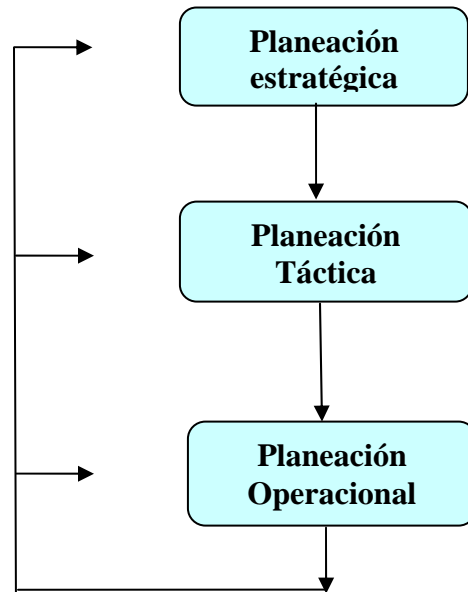 Planeación
estratégica
Planeación
Táctica
Planeación
Operacional